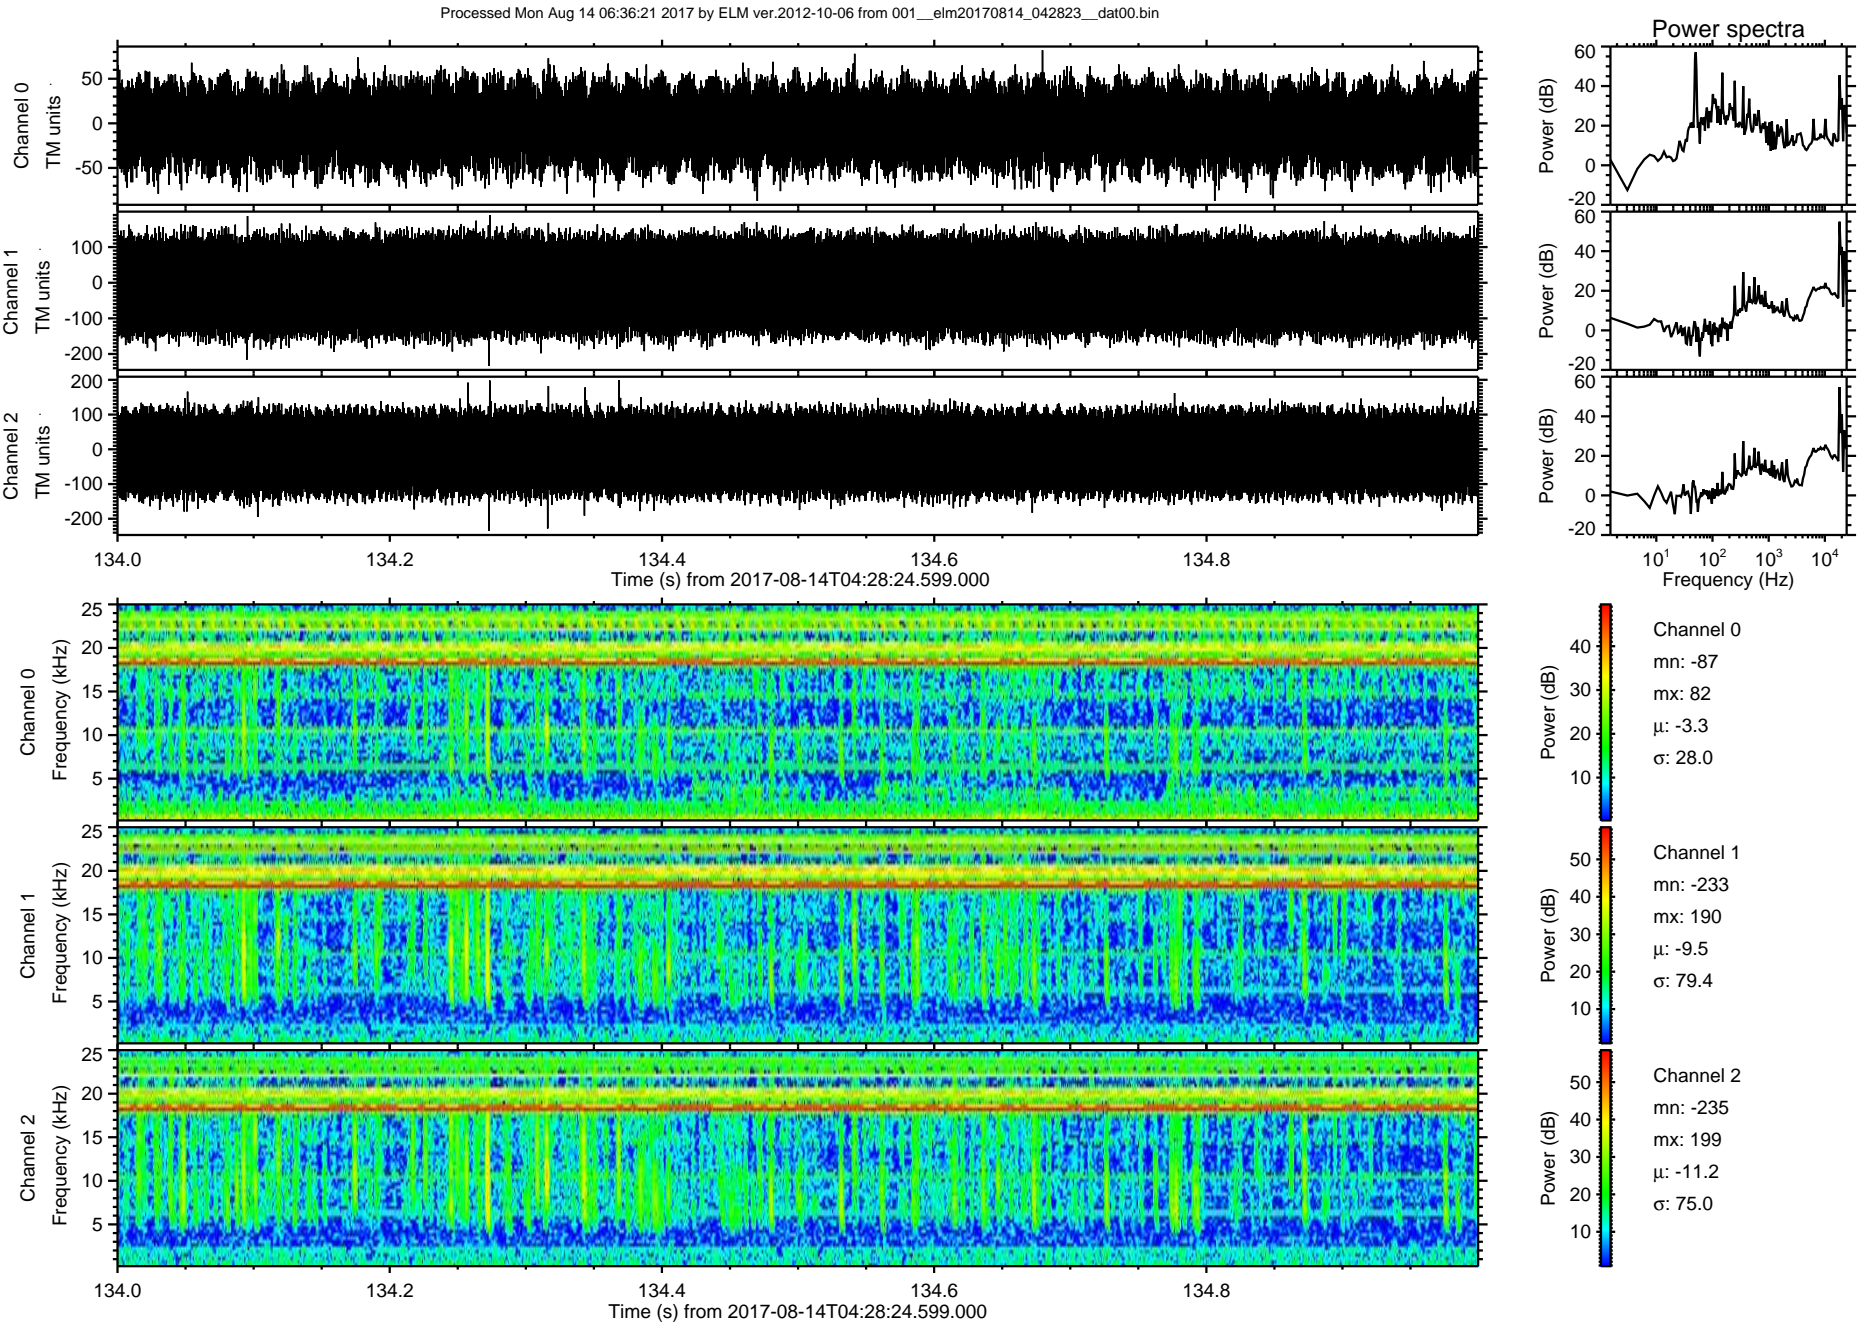 Processed Mon Aug 14 06:36:21 2017 by ELM ver.2012-10-06 from 001__elm20170814_042823__dat00.bin
Power spectra
Channel 0
TM units
50
0
-50
Power (dB)
60
40
20
0
-20
Channel 1
TM units
100
0
-100
-200
Power (dB)
60
40
20
0
-20
Channel 2
TM units
200
100
0
-100
-200
Power (dB)
60
40
20
0
-20
134.0 134.2 134.4 134.6 134.8
Time (s) from 2017-08-14T04:28:24.599.000
10¹ 10² 10³ 10⁴
Frequency (Hz)
Channel 0
Frequency (kHz)
25
20
15
10
5
Power (dB)
40
30
20
10
Channel 0
mn: -87
mx: 82
μ: -3.3
σ: 28.0
Channel 1
Frequency (kHz)
25
20
15
10
5
Power (dB)
50
40
30
20
10
Channel 1
mn: -233
mx: 190
μ: -9.5
σ: 79.4
Channel 2
Frequency (kHz)
25
20
15
10
5
Power (dB)
50
40
30
20
10
Channel 2
mn: -235
mx: 199
μ: -11.2
σ: 75.0
134.0 134.2 134.4 134.6 134.8
Time (s) from 2017-08-14T04:28:24.599.000